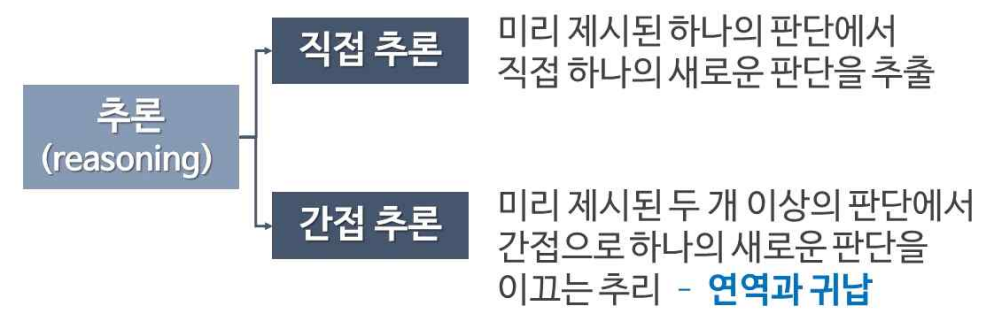 추론
(reasoning)
직접 추론
미리 제시된 하나의 판단에서
직접 하나의 새로운 판단을 추출
간접 추론
미리 제시된 두 개 이상의 판단에서
간접으로 하나의 새로운 판단을
이끄는 추리 - 연역과 귀납